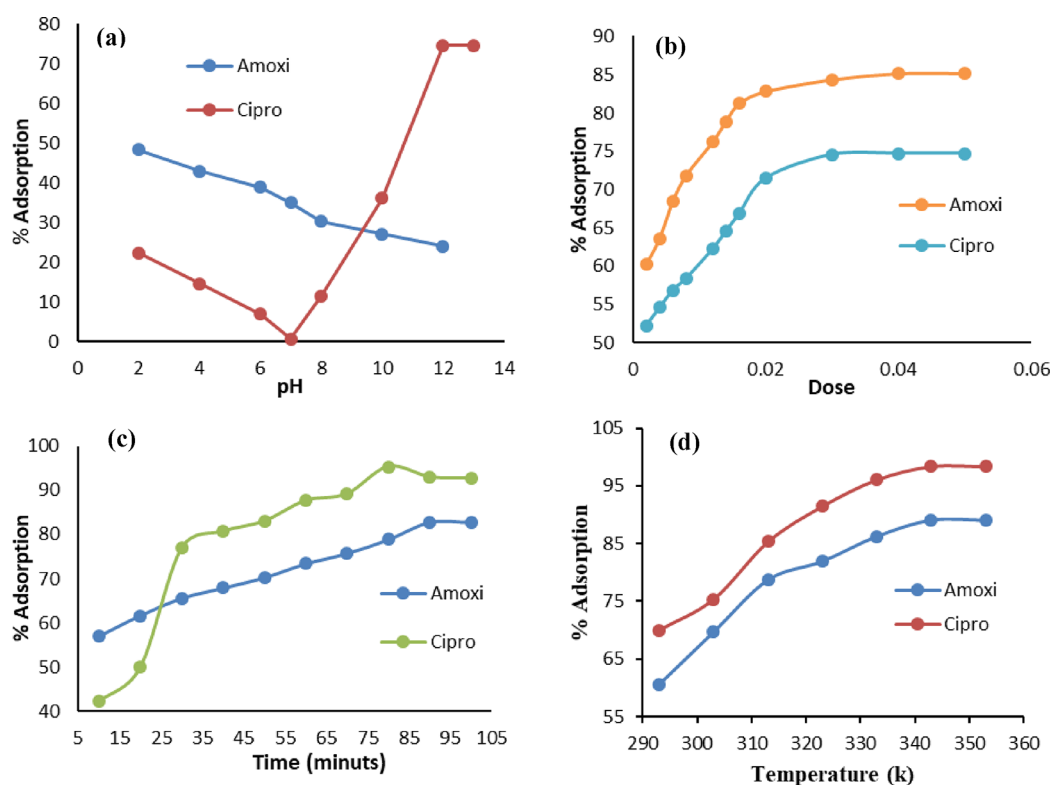 (a)
% Adsorption
80
70
60
50
40
30
20
10
0
Amoxi
Cipro
0 2 4 6 8 10 12 14
pH
(b)
% Adsorption
90
85
80
75
70
65
60
55
50
Amoxi
Cipro
0 0.02 0.04 0.06
Dose
(c)
% Adsorption
100
90
80
70
60
50
40
Amoxi
Cipro
5 15 25 35 45 55 65 75 85 95 105
Time (minuts)
(d)
% Adsorption
105
95
85
75
65
55
Amoxi
Cipro
290 300 310 320 330 340 350 360
Temperature (k)